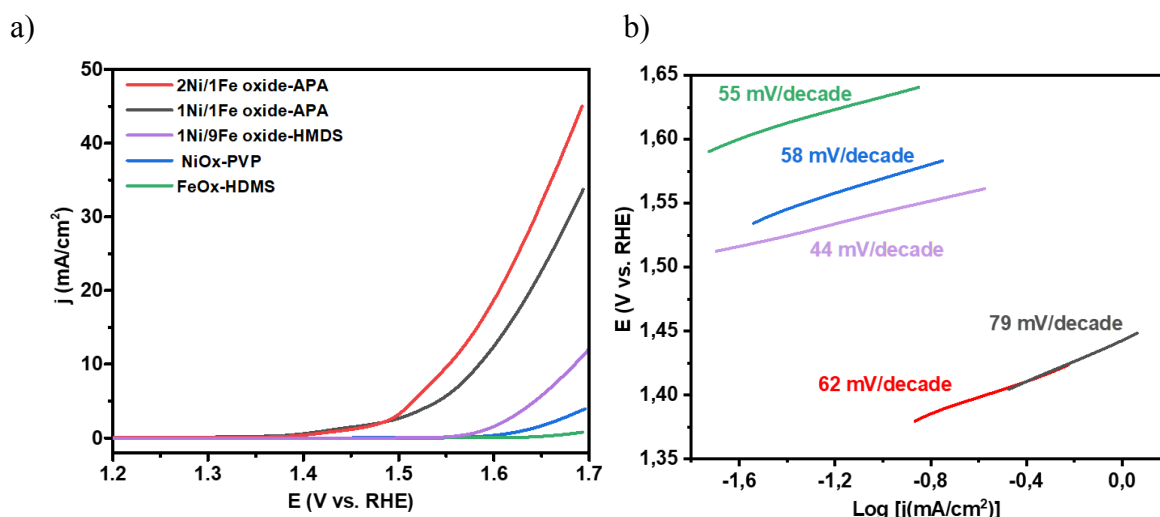 a)
50
40
30
20
10
0
j (mA/cm²)
2Ni/1Fe oxide-APA
1Ni/1Fe oxide-APA
1Ni/9Fe oxide-HMDS
NiOx-PVP
FeOx-HDMS
1.2 1.3 1.4 1.5 1.6 1.7
E (V vs. RHE)
b)
1,65
1,60
1,55
1,50
1,45
1,40
1,35
E (V vs. RHE)
55 mV/decade
58 mV/decade
44 mV/decade
79 mV/decade
62 mV/decade
-1,6 -1,2 -0,8 -0,4 0,0
Log [j(mA/cm²)]